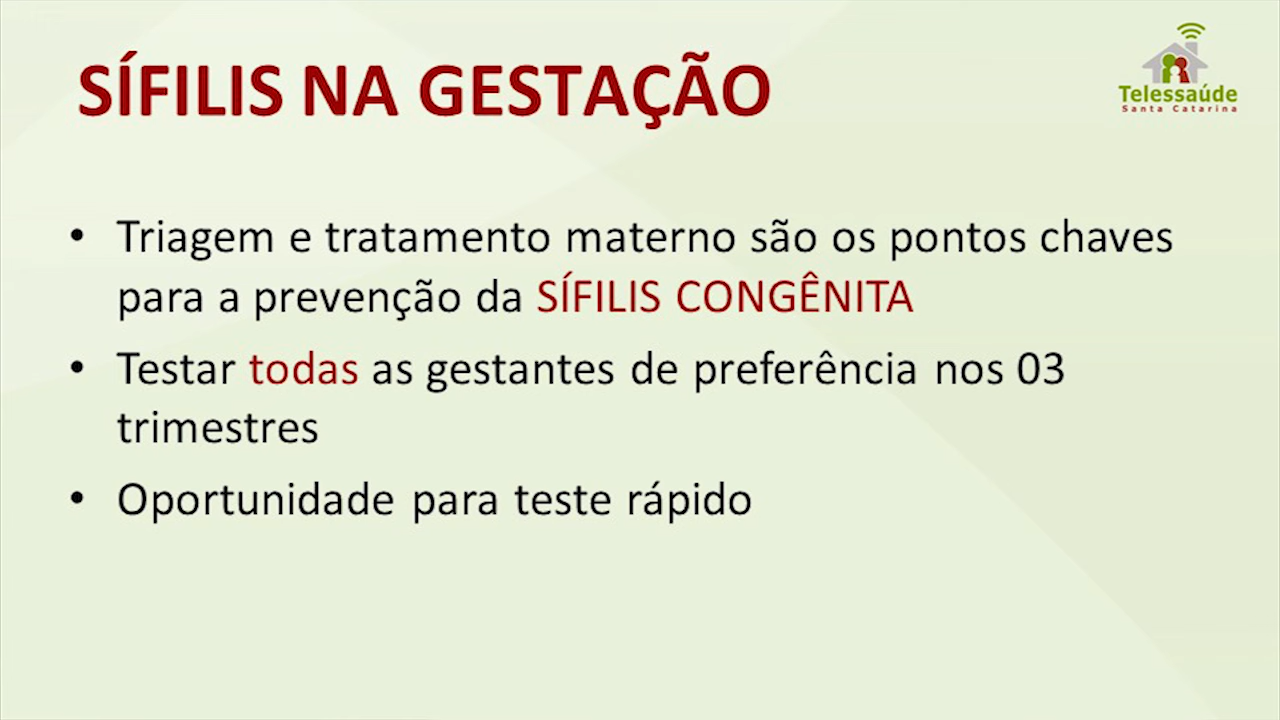 SÍFILIS NA GESTAÇÃO
Telessaúde
Santa Catarina
• Triagem e tratamento materno são os pontos chaves
para a prevenção da SÍFILIS CONGÊNITA
• Testar todas as gestantes de preferência nos 03
trimestres
• Oportunidade para teste rápido